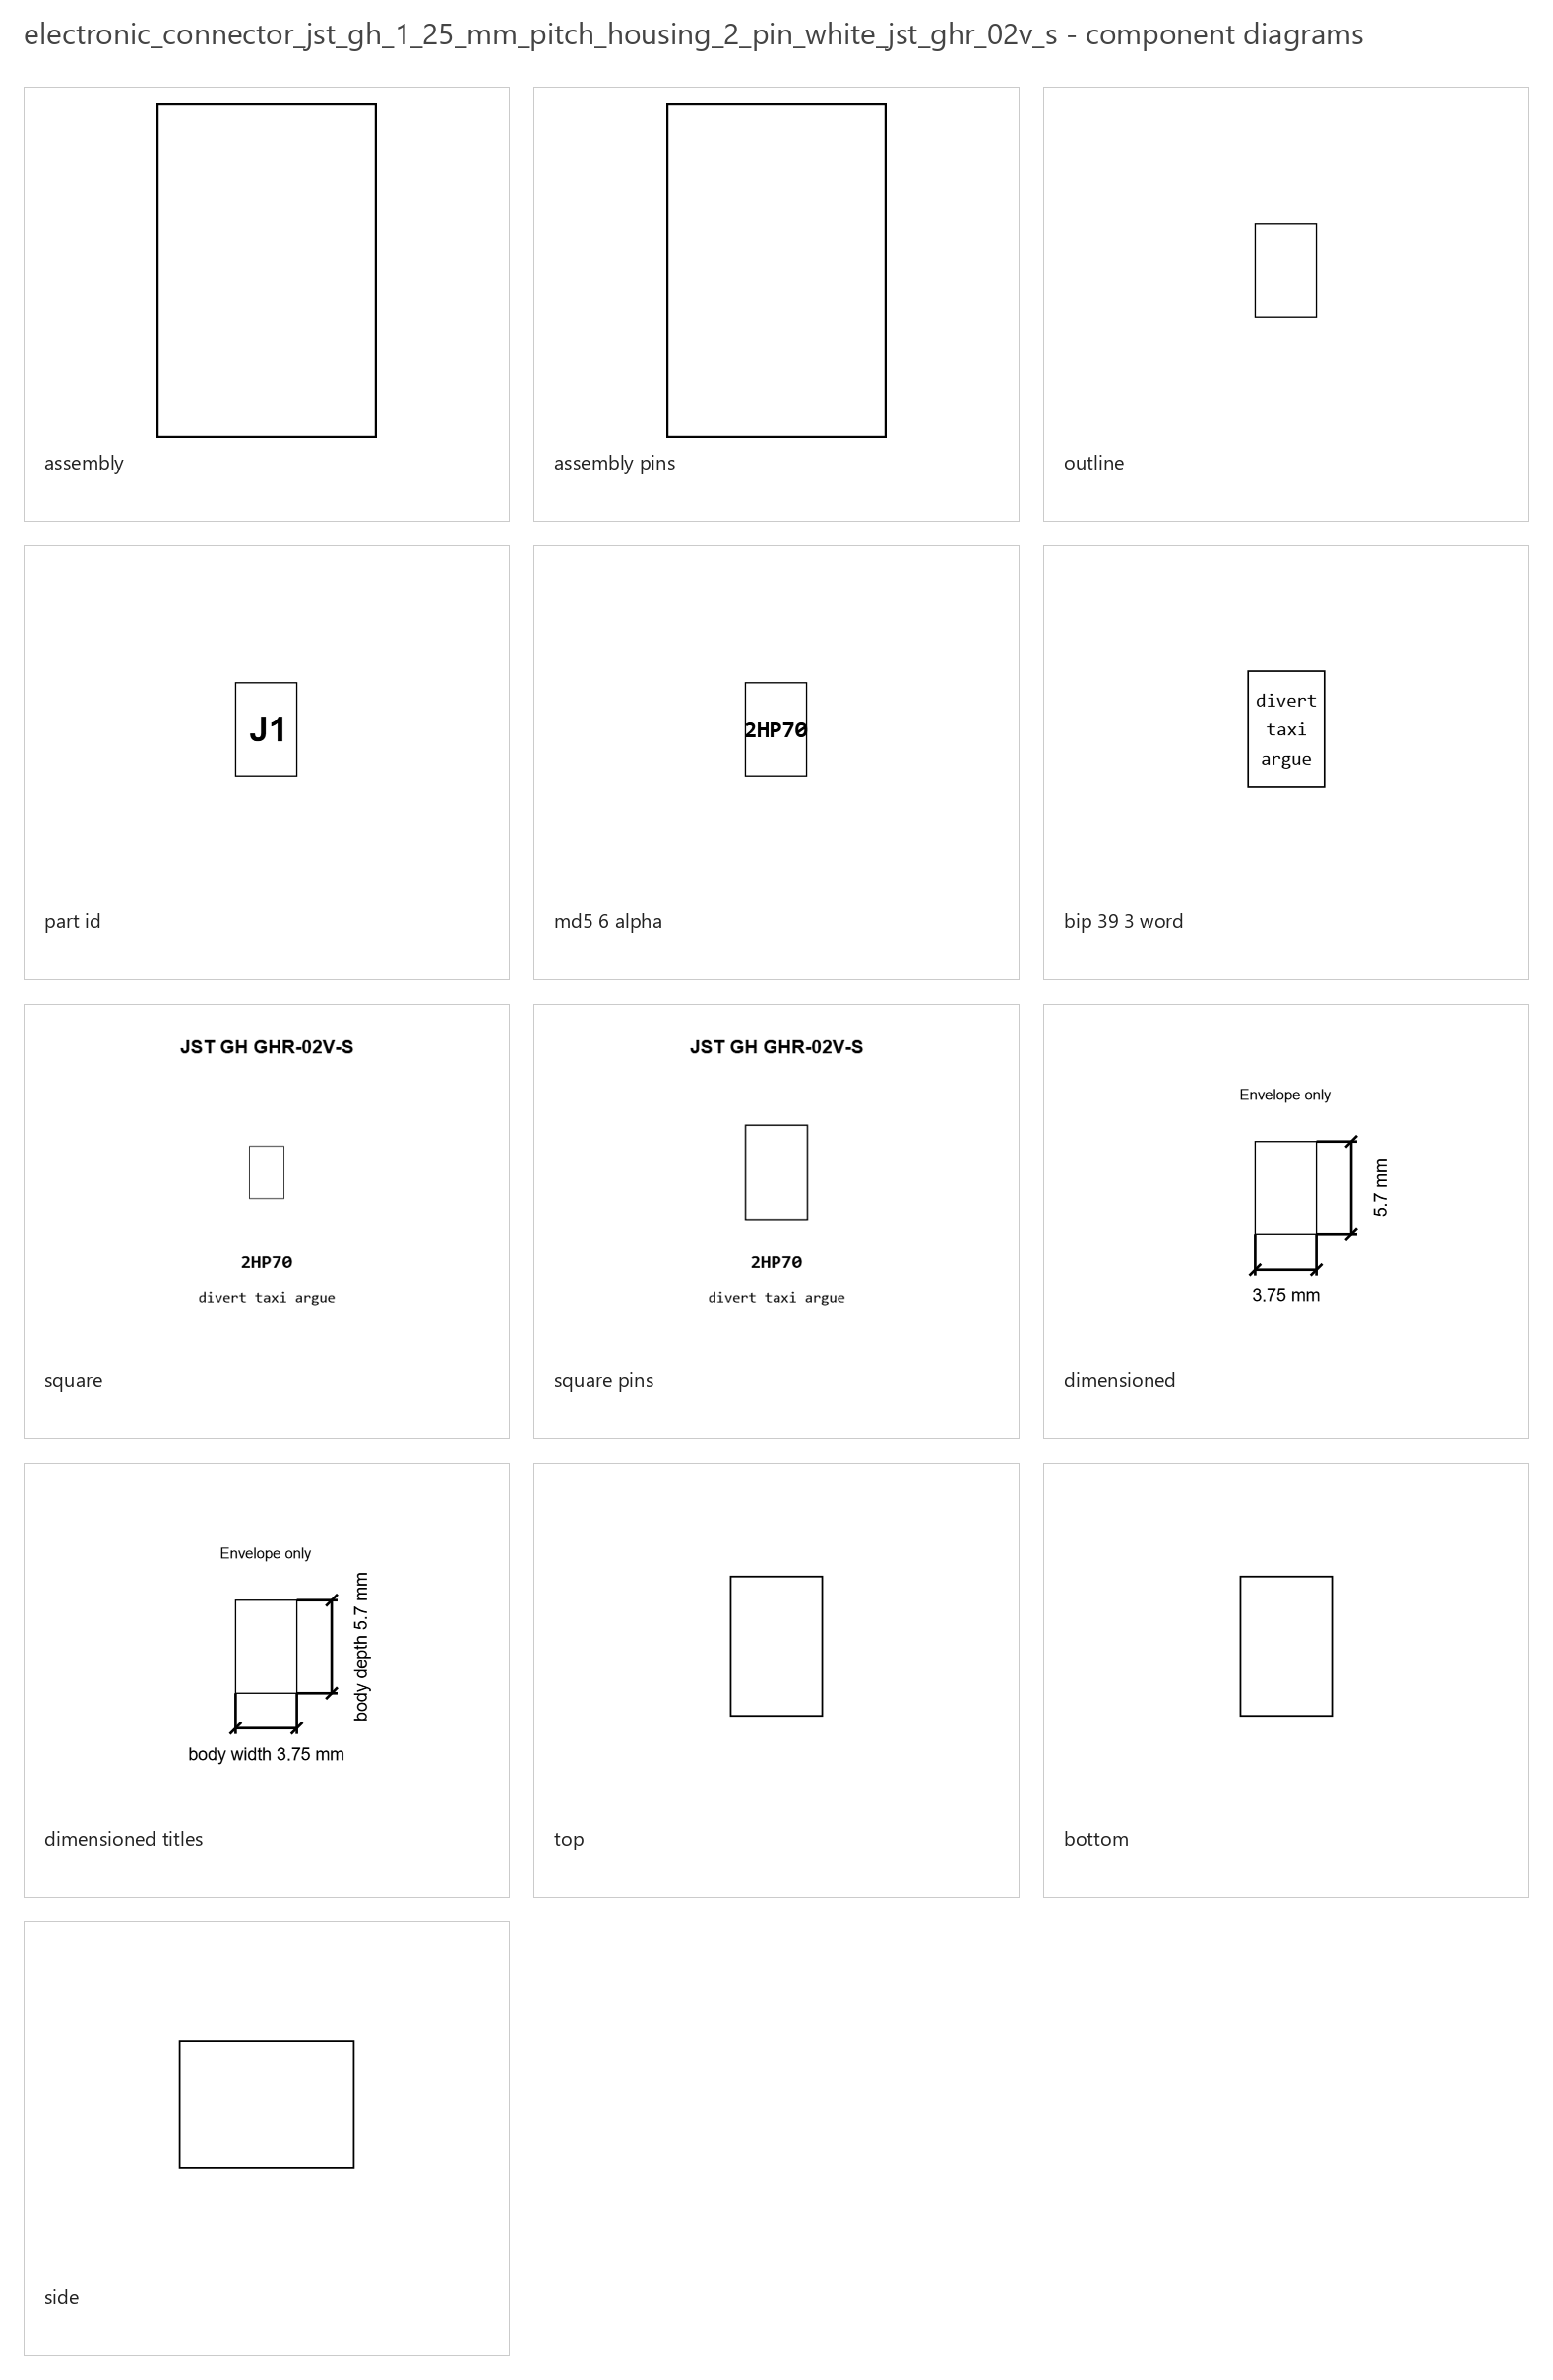 electronic_connector_jst_gh_1_25_mm_pitch_housing_2_pin_white_jst_ghr_02v_s - component diagrams
assembly
assembly pins
outline
J1
part id
2HP70
md5 6 alpha
divert
taxi
argue
bip 39 3 word
JST GH GHR-02V-S
2HP70
divert taxi argue
square
JST GH GHR-02V-S
2HP70
divert taxi argue
square pins
Envelope only
5.7 mm
3.75 mm
dimensioned
Envelope only
body depth 5.7 mm
body width 3.75 mm
dimensioned titles
top
bottom
side